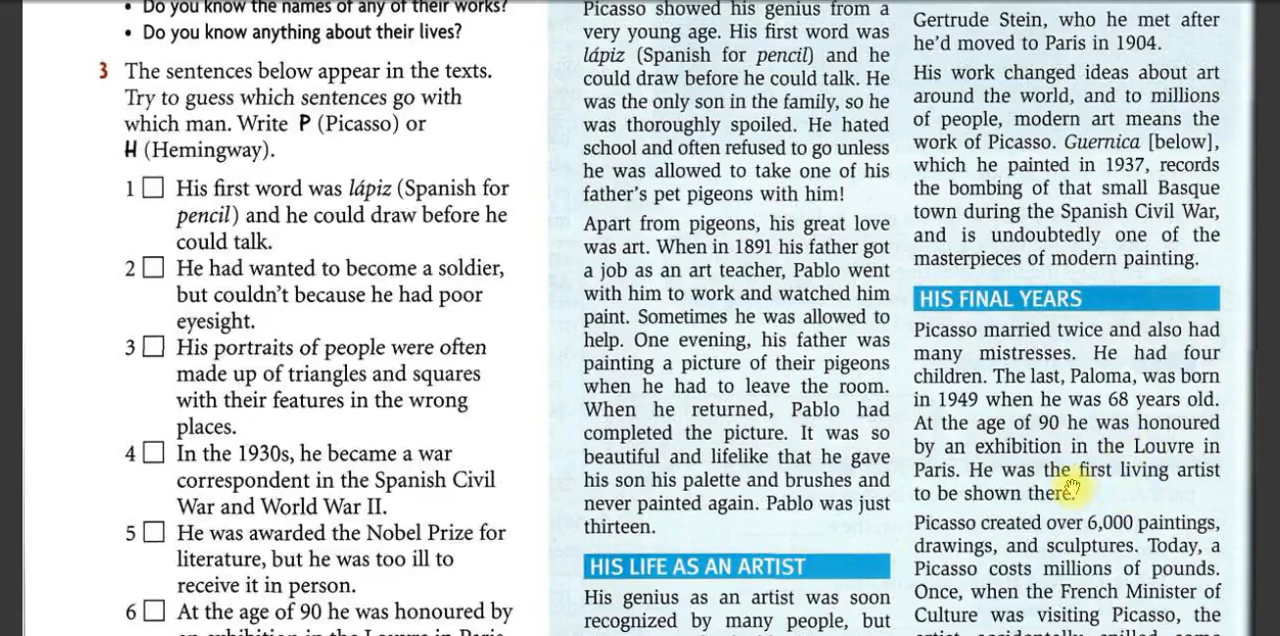 • Do you know the names of any of their works?
• Do you know anything about their lives?
3 The sentences below appear in the texts.
Try to guess which sentences go with
which man. Write P (Picasso) or
H (Hemingway).
1 His first word was lápiz (Spanish for
pencil) and he could draw before he
could talk.
2 He had wanted to become a soldier,
but couldn't because he had poor
eyesight.
3 His portraits of people were often
made up of triangles and squares
with their features in the wrong
places.
4 In the 1930s, he became a war
correspondent in the Spanish Civil
War and World War II.
5 He was awarded the Nobel Prize for
literature, but he was too ill to
receive it in person.
6 At the age of 90 he was honoured by
an exhibition in the Louvre in Paris
Picasso showed his genius from a
very young age. His first word was
lápiz (Spanish for pencil) and he
could draw before he could talk. He
was the only son in the family, so he
was thoroughly spoiled. He hated
school and often refused to go unless
he was allowed to take one of his
father's pet pigeons with him!
Apart from pigeons, his great love
was art. When in 1891 his father got
a job as an art teacher, Pablo went
with him to work and watched him
paint. Sometimes he was allowed to
help. One evening, his father was
painting a picture of their pigeons
when he had to leave the room.
When he returned, Pablo had
completed the picture. It was so
beautiful and lifelike that he gave
his son his palette and brushes and
never painted again. Pablo was just
thirteen.
HIS LIFE AS AN ARTIST
His genius as an artist was soon
recognized by many people, but
Gertrude Stein, who he met after
he'd moved to Paris in 1904.
His work changed ideas about art
around the world, and to millions
of people, modern art means the
work of Picasso. Guernica [below],
which he painted in 1937, records
the bombing of that small Basque
town during the Spanish Civil War,
and is undoubtedly one of the
masterpieces of modern painting.
HIS FINAL YEARS
Picasso married twice and also had
many mistresses. He had four
children. The last, Paloma, was born
in 1949 when he was 68 years old.
At the age of 90 he was honoured
by an exhibition in the Louvre in
Paris. He was the first living artist
to be shown there.
Picasso created over 6,000 paintings,
drawings, and sculptures. Today, a
Picasso costs millions of pounds.
Once, when the French Minister of
Culture was visiting Picasso, the
artist accidentally spilled some